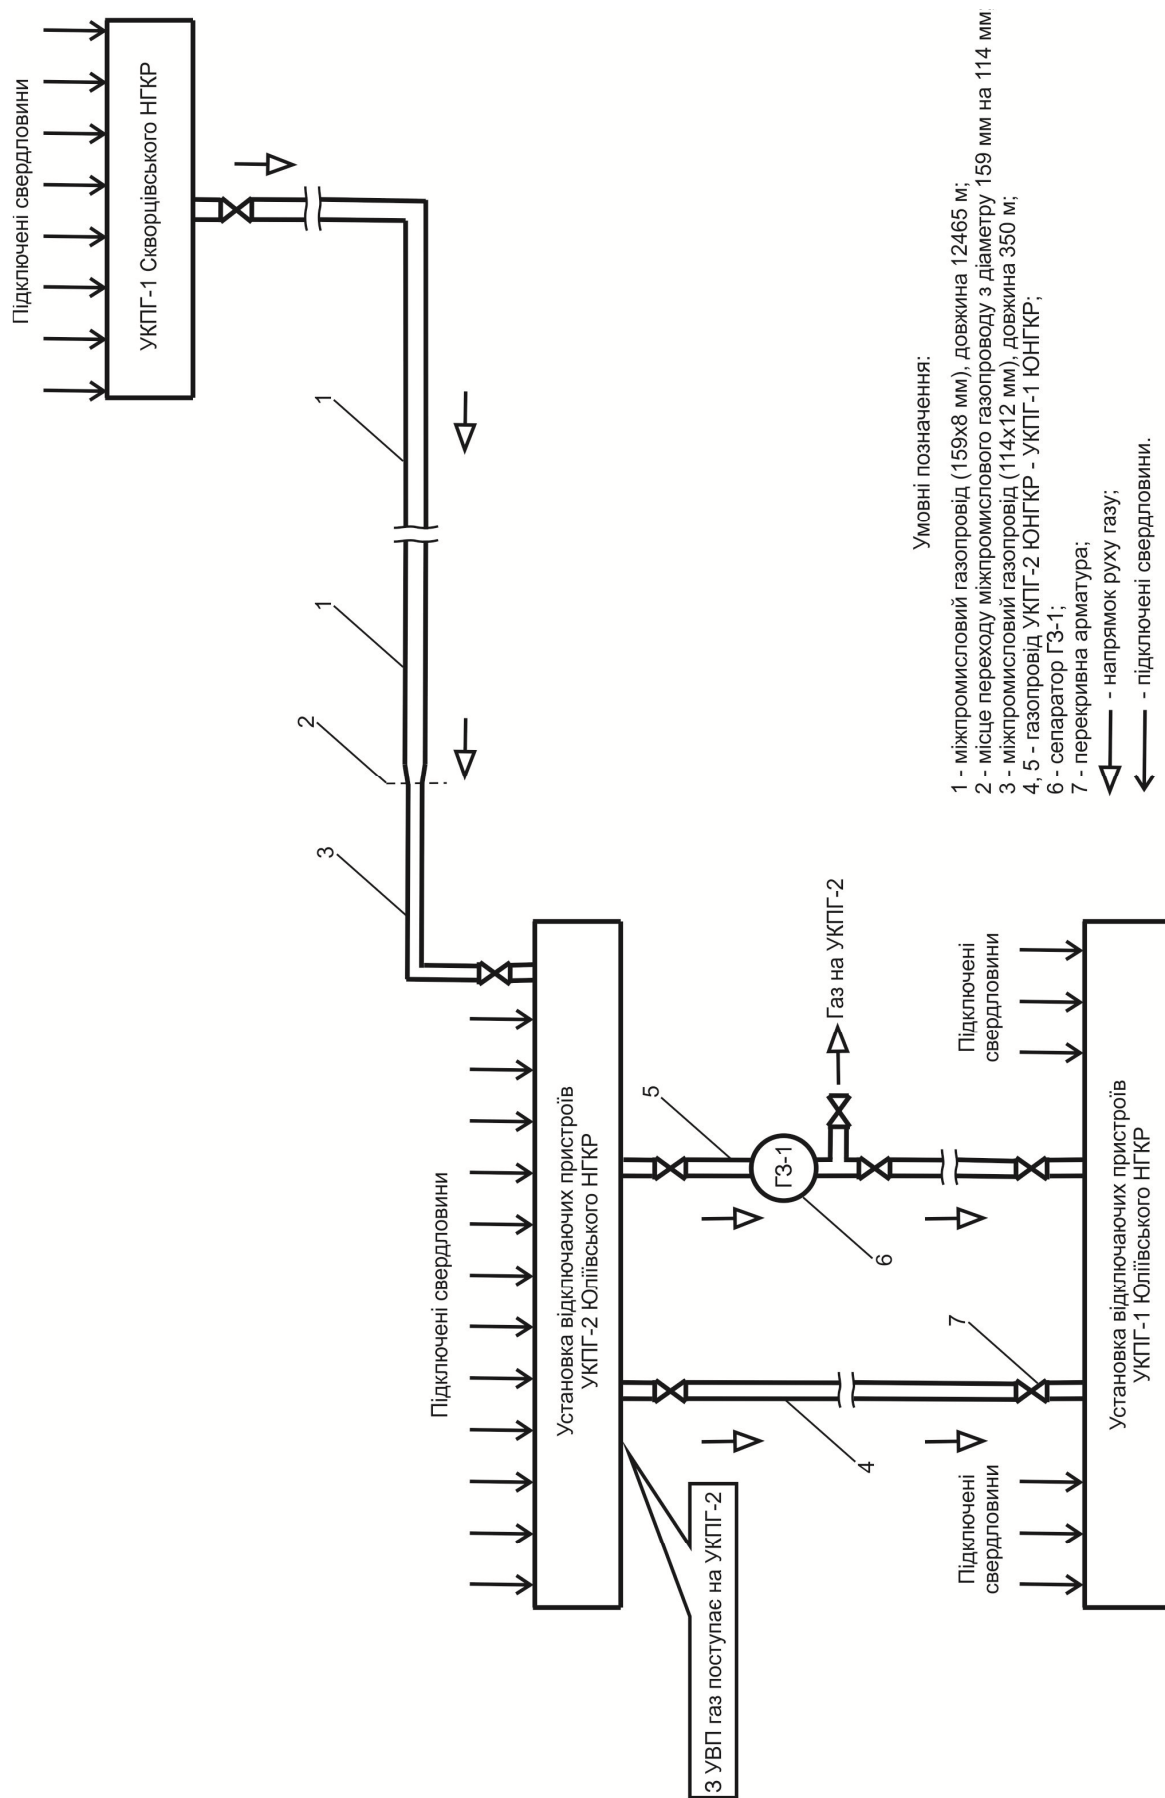 Підключені свердловини
УКПГ-1 Скворцівського НГКР
1
1
2
3
Підключені свердловини
Установка відключаючих пристроїв
УКПГ-2 Юліївського НГКР
З УВП газ поступає на УКПГ-2
5
ГЗ-1
Газ на УКПГ-2
6
4
7
Підключені
свердловини
Підключені
свердловини
Установка відключаючих пристроїв
УКПГ-1 Юліївського НГКР
Умовні позначення:
1 - міжпромисловий газопровід (159х8 мм), довжина 12465 м;
2 - місце переходу міжпромислового газопроводу з діаметру 159 мм на 114 мм;
3 - міжпромисловий газопровід (114х12 мм), довжина 350 м;
4, 5 - газопровід УКПГ-2 ЮНГКР - УКПГ-1 ЮНГКР;
6 - сепаратор ГЗ-1;
7 - перекривна арматура;
- напрямок руху газу;
- підключені свердловини.